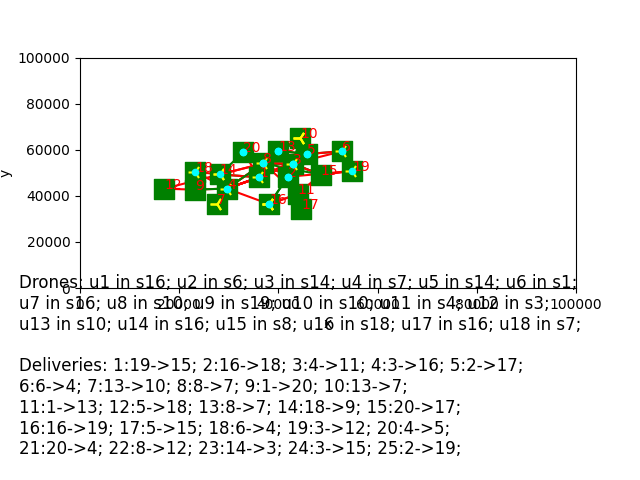 100000
80000
60000
40000
20000
0
y
Drones: u1 in s16; u2 in s6; u3 in s14; u4 in s7; u5 in s14; u6 in s1;
u7 in s16; u8 in s10; u9 in s19; u10 in s10; u11 in s4; u12 in s3;
0 20000 40000 60000 80000 100000
u13 in s10; u14 in s16; u15 in s8; u16 in s18; u17 in s16; u18 in s7;
x
Deliveries: 1:19->15; 2:16->18; 3:4->11; 4:3->16; 5:2->17;
6:6->4; 7:13->10; 8:8->7; 9:1->20; 10:13->7;
11:1->13; 12:5->18; 13:8->7; 14:18->9; 15:20->17;
16:16->19; 17:5->15; 18:6->4; 19:3->12; 20:4->5;
21:20->4; 22:8->12; 23:14->3; 24:3->15; 25:2->19;